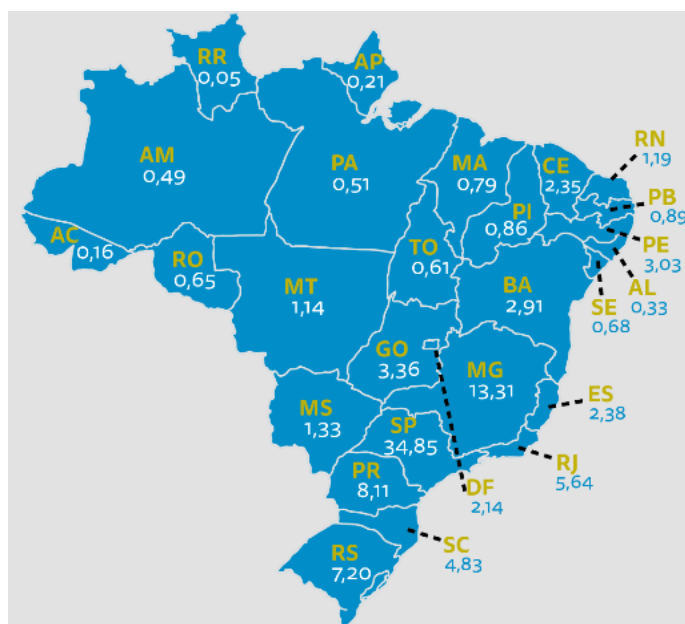 RR
0,05
AP
0,21
AM
0,49
PA
0,51
MA
0,79
CE
2,35
RN
1,19
PI
0,86
PB
0,89
AC
0,16
RO
0,65
TO
0,61
PE
3,03
MT
1,14
BA
2,91
AL
0,33
SE
0,68
GO
3,36
MG
13,31
ES
2,38
MS
1,33
SP
34,85
RJ
5,64
PR
8,11
DF
2,14
SC
4,83
RS
7,20